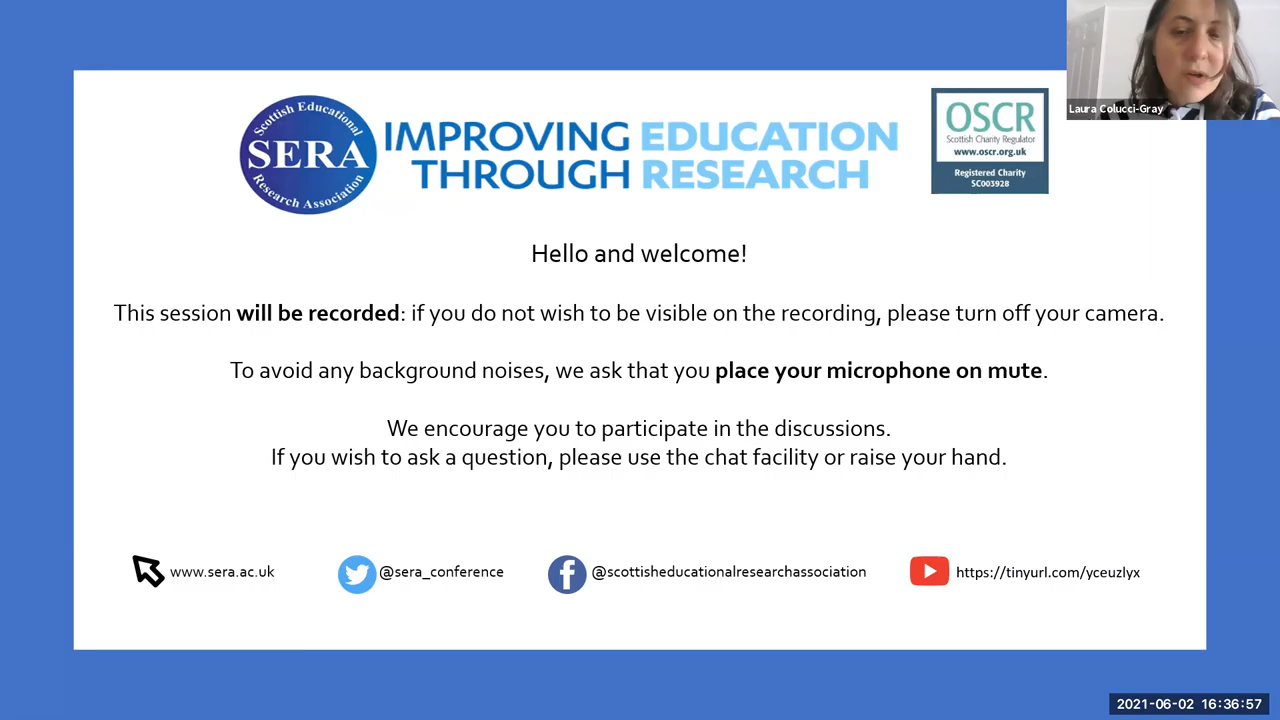 Scottish Educational
SERA
Research Association
IMPROVING EDUCATION
THROUGH RESEARCH
OSCR
Scottish Charity Regulator
www.oscr.org.uk
Registered Charity
SC003928
Laura Colucci-Gray
Hello and welcome!
This session will be recorded: if you do not wish to be visible on the recording, please turn off your camera.
To avoid any background noises, we ask that you place your microphone on mute.
We encourage you to participate in the discussions.
If you wish to ask a question, please use the chat facility or raise your hand.
www.sera.ac.uk
@sera_conference
@scottisheducationalresearchassociation
https://tinyurl.com/yceuzlyx
2021-06-02 16:36:57